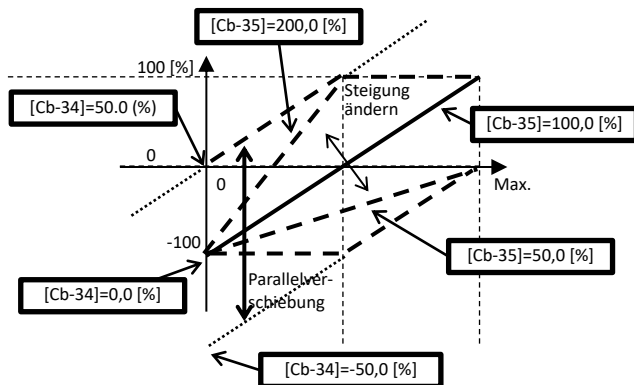 [Cb-35]=200,0 [%]
100 [%]
[Cb-34]=50.0 (%)
Steigung
ändern
[Cb-35]=100,0 [%]
0
0
Max.
-100
[Cb-35]=50,0 [%]
[Cb-34]=0,0 [%]
Parallelver-
schiebung
[Cb-34]=-50,0 [%]